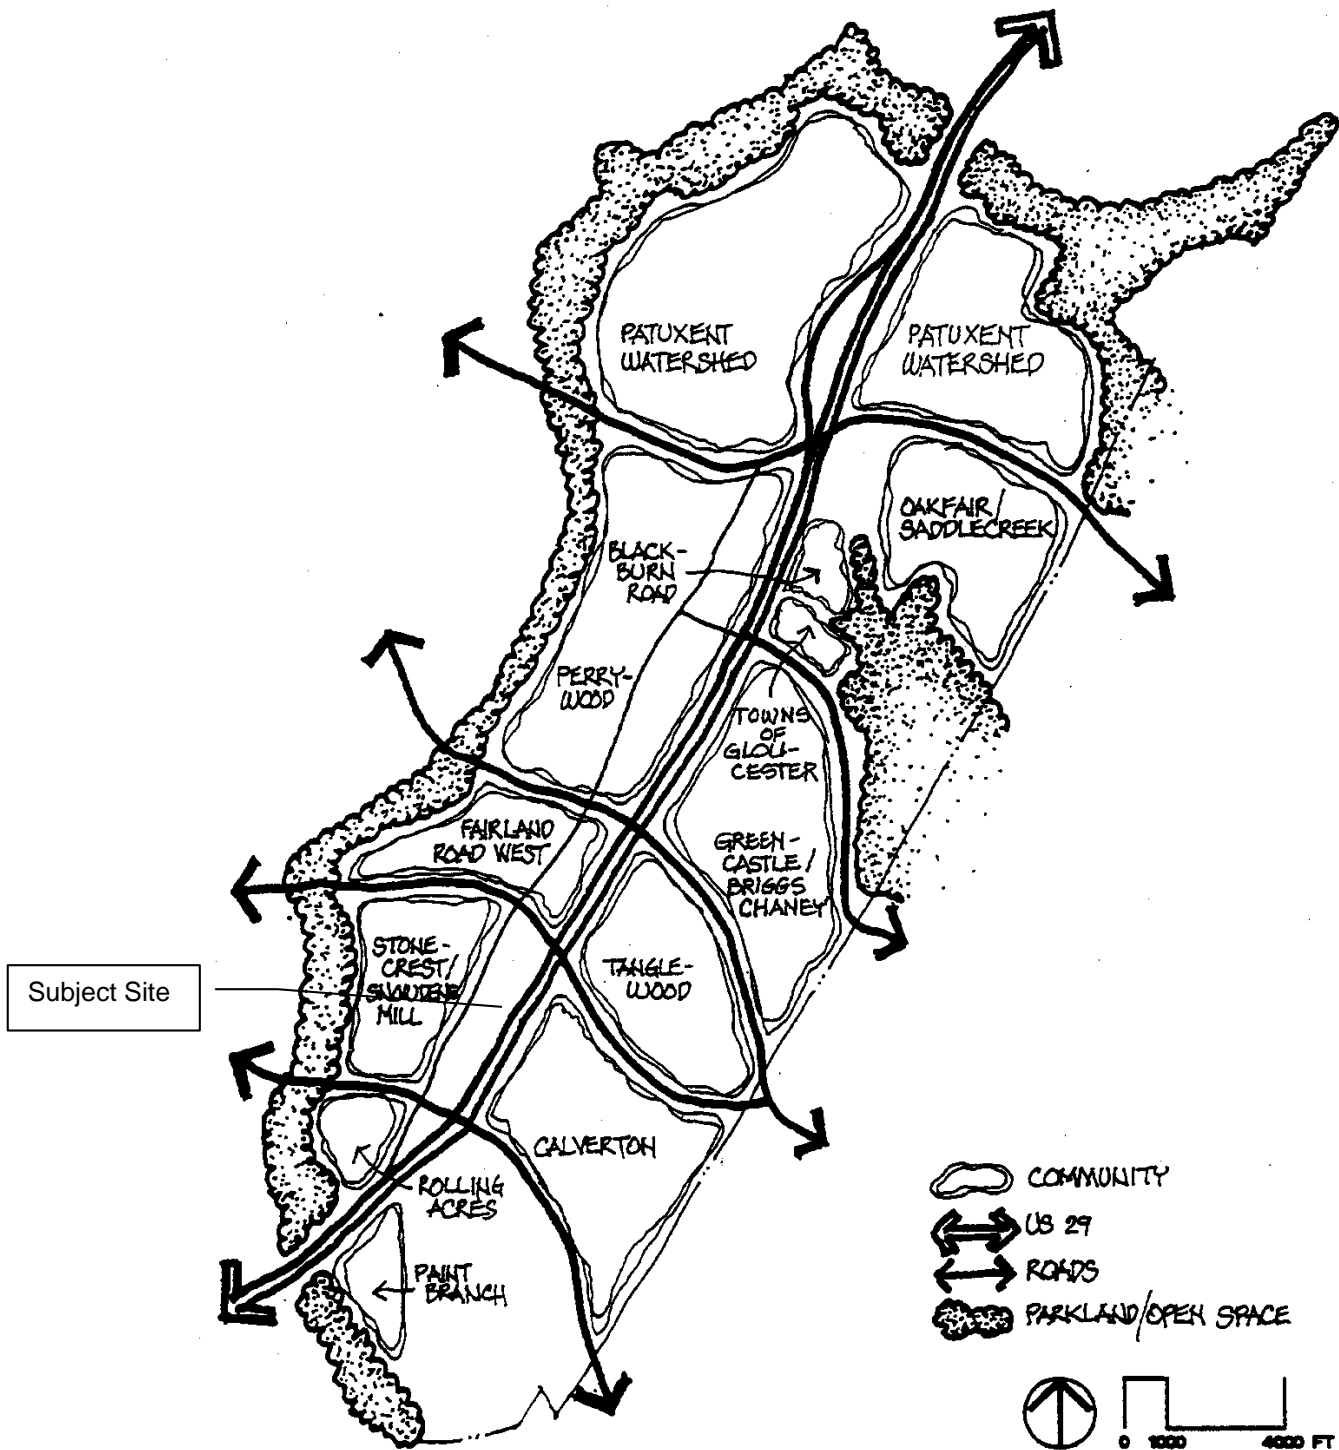 PATUXENT
WATERSHED
PATUXENT
WATERSHED
OAKFAIR/
SADDLECREEK
BLACK-
BURN
ROAD
PERRY-
WOOD
TOWNS
OF
GLOU-
CESTER
FAIRLAND
ROAD WEST
GREEN-
CASTLE/
BRIGGS
CHANEY
STONE-
CREST/
SNOWDENS
MILL
TANGLE-
WOOD
Subject Site
CALVERTON
ROLLING
ACRES
PAINT
BRANCH
COMMUNITY
US 29
ROADS
PARKLAND/OPEN SPACE
0 1000 4000 FT